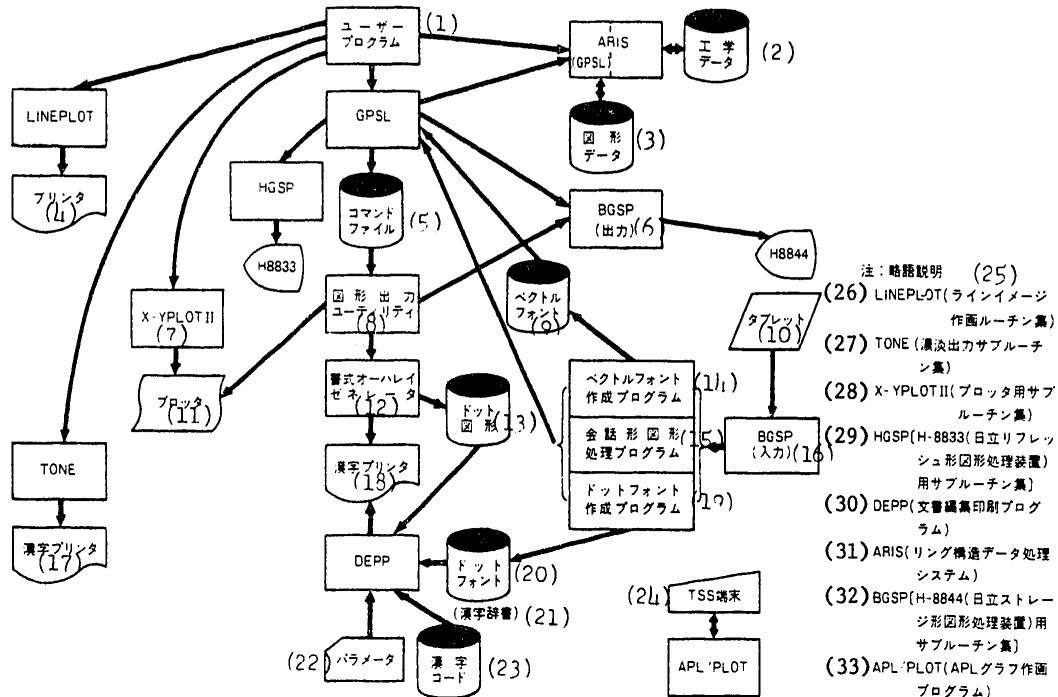 ユーザー
プログラム
(1)
ARIS
(GPSL)
工学
データ
(2)
LINEPLOT
GPSL
図形
データ
(3)
プリンタ
(4)
HGSP
コマンド
ファイル
(5)
BGSP
(出力)(6)
H8833
H8844
X-YPLOTII
(7)
図形出力
ユーティリティ
(8)
ベクトル
フォント
(9)
タブレット
(10)
プロッタ
(11)
書式オーバレイ
ゼネレータ
(12)
ドット
図形
(13)
ベクトルフォント
作成プログラム
(14)
会話形図形
処理プログラム
(15)
BGSP
(入力)(16)
TONE
漢字プリンタ
(17)
漢字プリンタ
(18)
ドットフォント
作成プログラム
(19)
DEPP
ドット
フォント
(20)
(漢字辞書)(21)
(22)パラメータ
漢字
コード
(23)
(24)TSS端末
APL'PLOT
注:略語説明 (25)
(26) LINEPLOT(ラインイメージ
作画ルーチン集)
(27) TONE(濃淡出力サブルーチ
ン集)
(28) X-YPLOTII(プロッタ用サブ
ルーチン集)
(29) HGSP[H-8833(日立リフレッ
シュ形図形処理装置)
用サブルーチン集]
(30) DEPP(文書編集印刷プログ
ラム)
(31) ARIS(リング構造データ処理
システム)
(32) BGSP[H-8844(日立ストレー
ジ形図形処理装置)用
サブルーチン集]
(33) APL'PLOT(APLグラフ作画
プログラム)